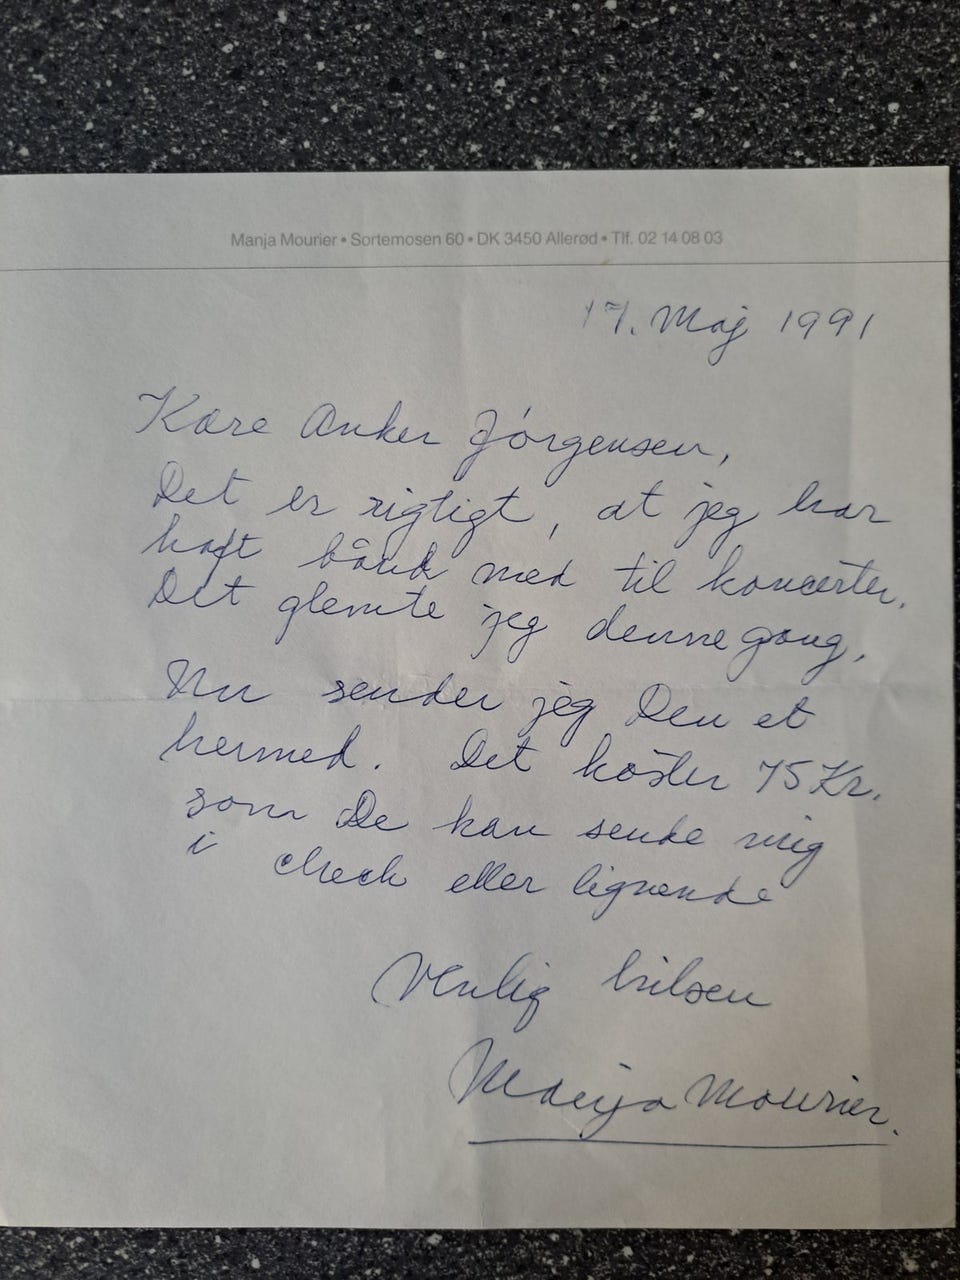 Manja Mourier • Sortemosen 60 • DK 3450 Allerød • Tlf. 02 14 08 03
17. Maj 1991
Kære Anker Jörgensen,
Det er rigtigt, at jeg har
haft bånd med til koncerter.
Det glemte jeg denne gang.
Nu sender jeg Dem et
hermed. Det koster 75 Kr.
som De kan sende mig
i check eller lignende
Venlig hilsen
Manja Mourier.